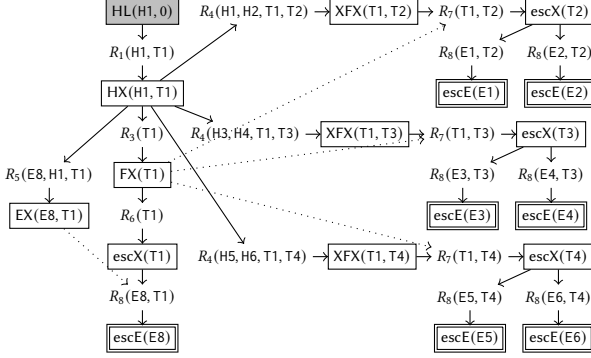 HL(H1, 0) R₄(H1, H2, T1, T2) XFX(T1, T2) R₇(T1, T2) escX(T2)
R₁(H1, T1) R₈(E1, T2) R₈(E2, T2)
HX(H1, T1) escE(E1) escE(E2)
R₃(T1) R₄(H3, H4, T1, T3) XFX(T1, T3) R₇(T1, T3) escX(T3)
R₅(E8, H1, T1) FX(T1) R₈(E3, T3) R₈(E4, T3)
EX(E8, T1) R₆(T1) escE(E3) escE(E4)
escX(T1) R₄(H5, H6, T1, T4) XFX(T1, T4) R₇(T1, T4) escX(T4)
R₈(E8, T1) R₈(E5, T4) R₈(E6, T4)
escE(E8) escE(E5) escE(E6)